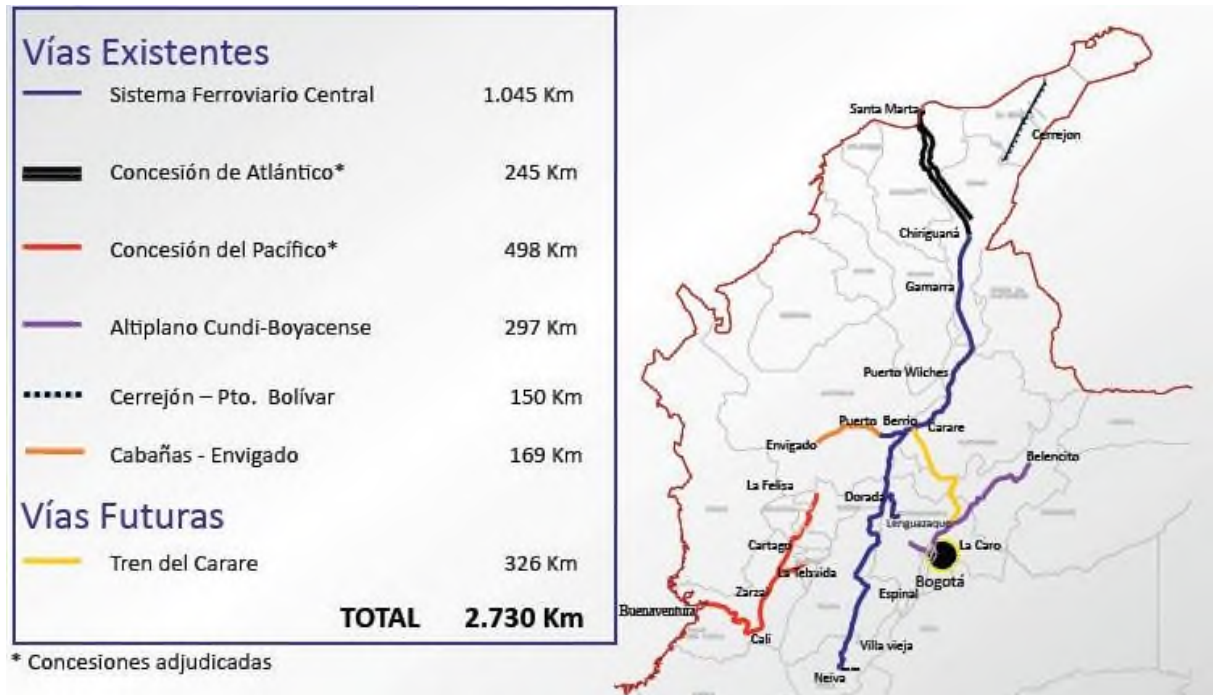 Vías Existentes
Sistema Ferroviario Central 1.045 Km
Concesión de Atlántico* 245 Km
Concesión del Pacífico* 498 Km
Altiplano Cundi-Boyacense 297 Km
Cerrejón – Pto. Bolívar 150 Km
Cabañas - Envigado 169 Km
Vías Futuras
Tren del Carare 326 Km
TOTAL 2.730 Km
* Concesiones adjudicadas
Santa Marta
Cerrejon
Chiriguaná
Gamarra
Puerto Wilches
Puerto Berrio
Carare
Envigado
Belencito
La Felisa
Dorada
Lenguazaque
Cartago
La Caro
La Tebaida
Bogotá
Zarzal
Espinal
Buenaventura
Cali
Villa vieja
Neiva